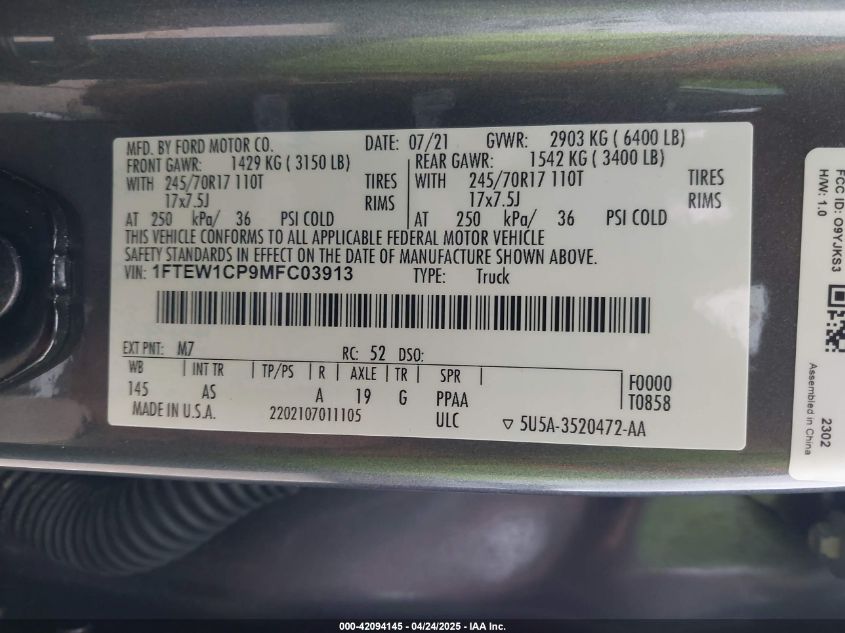 MFD. BY FORD MOTOR CO. DATE: 07/21 GVWR: 2903 KG ( 6400 LB)
FRONT GAWR: 1429 KG ( 3150 LB) REAR GAWR: 1542 KG ( 3400 LB)
WITH 245/70R17 110T TIRES WITH 245/70R17 110T TIRES
17x7.5J RIMS 17x7.5J RIMS
AT 250 kPa/ 36 PSI COLD AT 250 kPa/ 36 PSI COLD
THIS VEHICLE CONFORMS TO ALL APPLICABLE FEDERAL MOTOR VEHICLE
SAFETY STANDARDS IN EFFECT ON THE DATE OF MANUFACTURE SHOWN ABOVE.
VIN: 1FTEW1CP9MFC03913 TYPE: Truck
EXT PNT: M7 RC: 52 DSO:
WB INT TR TP/PS R AXLE TR SPR F0000
145 AS A 19 G PPAA T0858
MADE IN U.S.A. 2202107011105 ULC ▽ 5U5A-3520472-AA
FCC ID: O9YJKS3
H/W: 1.0
2302
Assembled in China
000-42094145 - 04/24/2025 - IAA Inc.